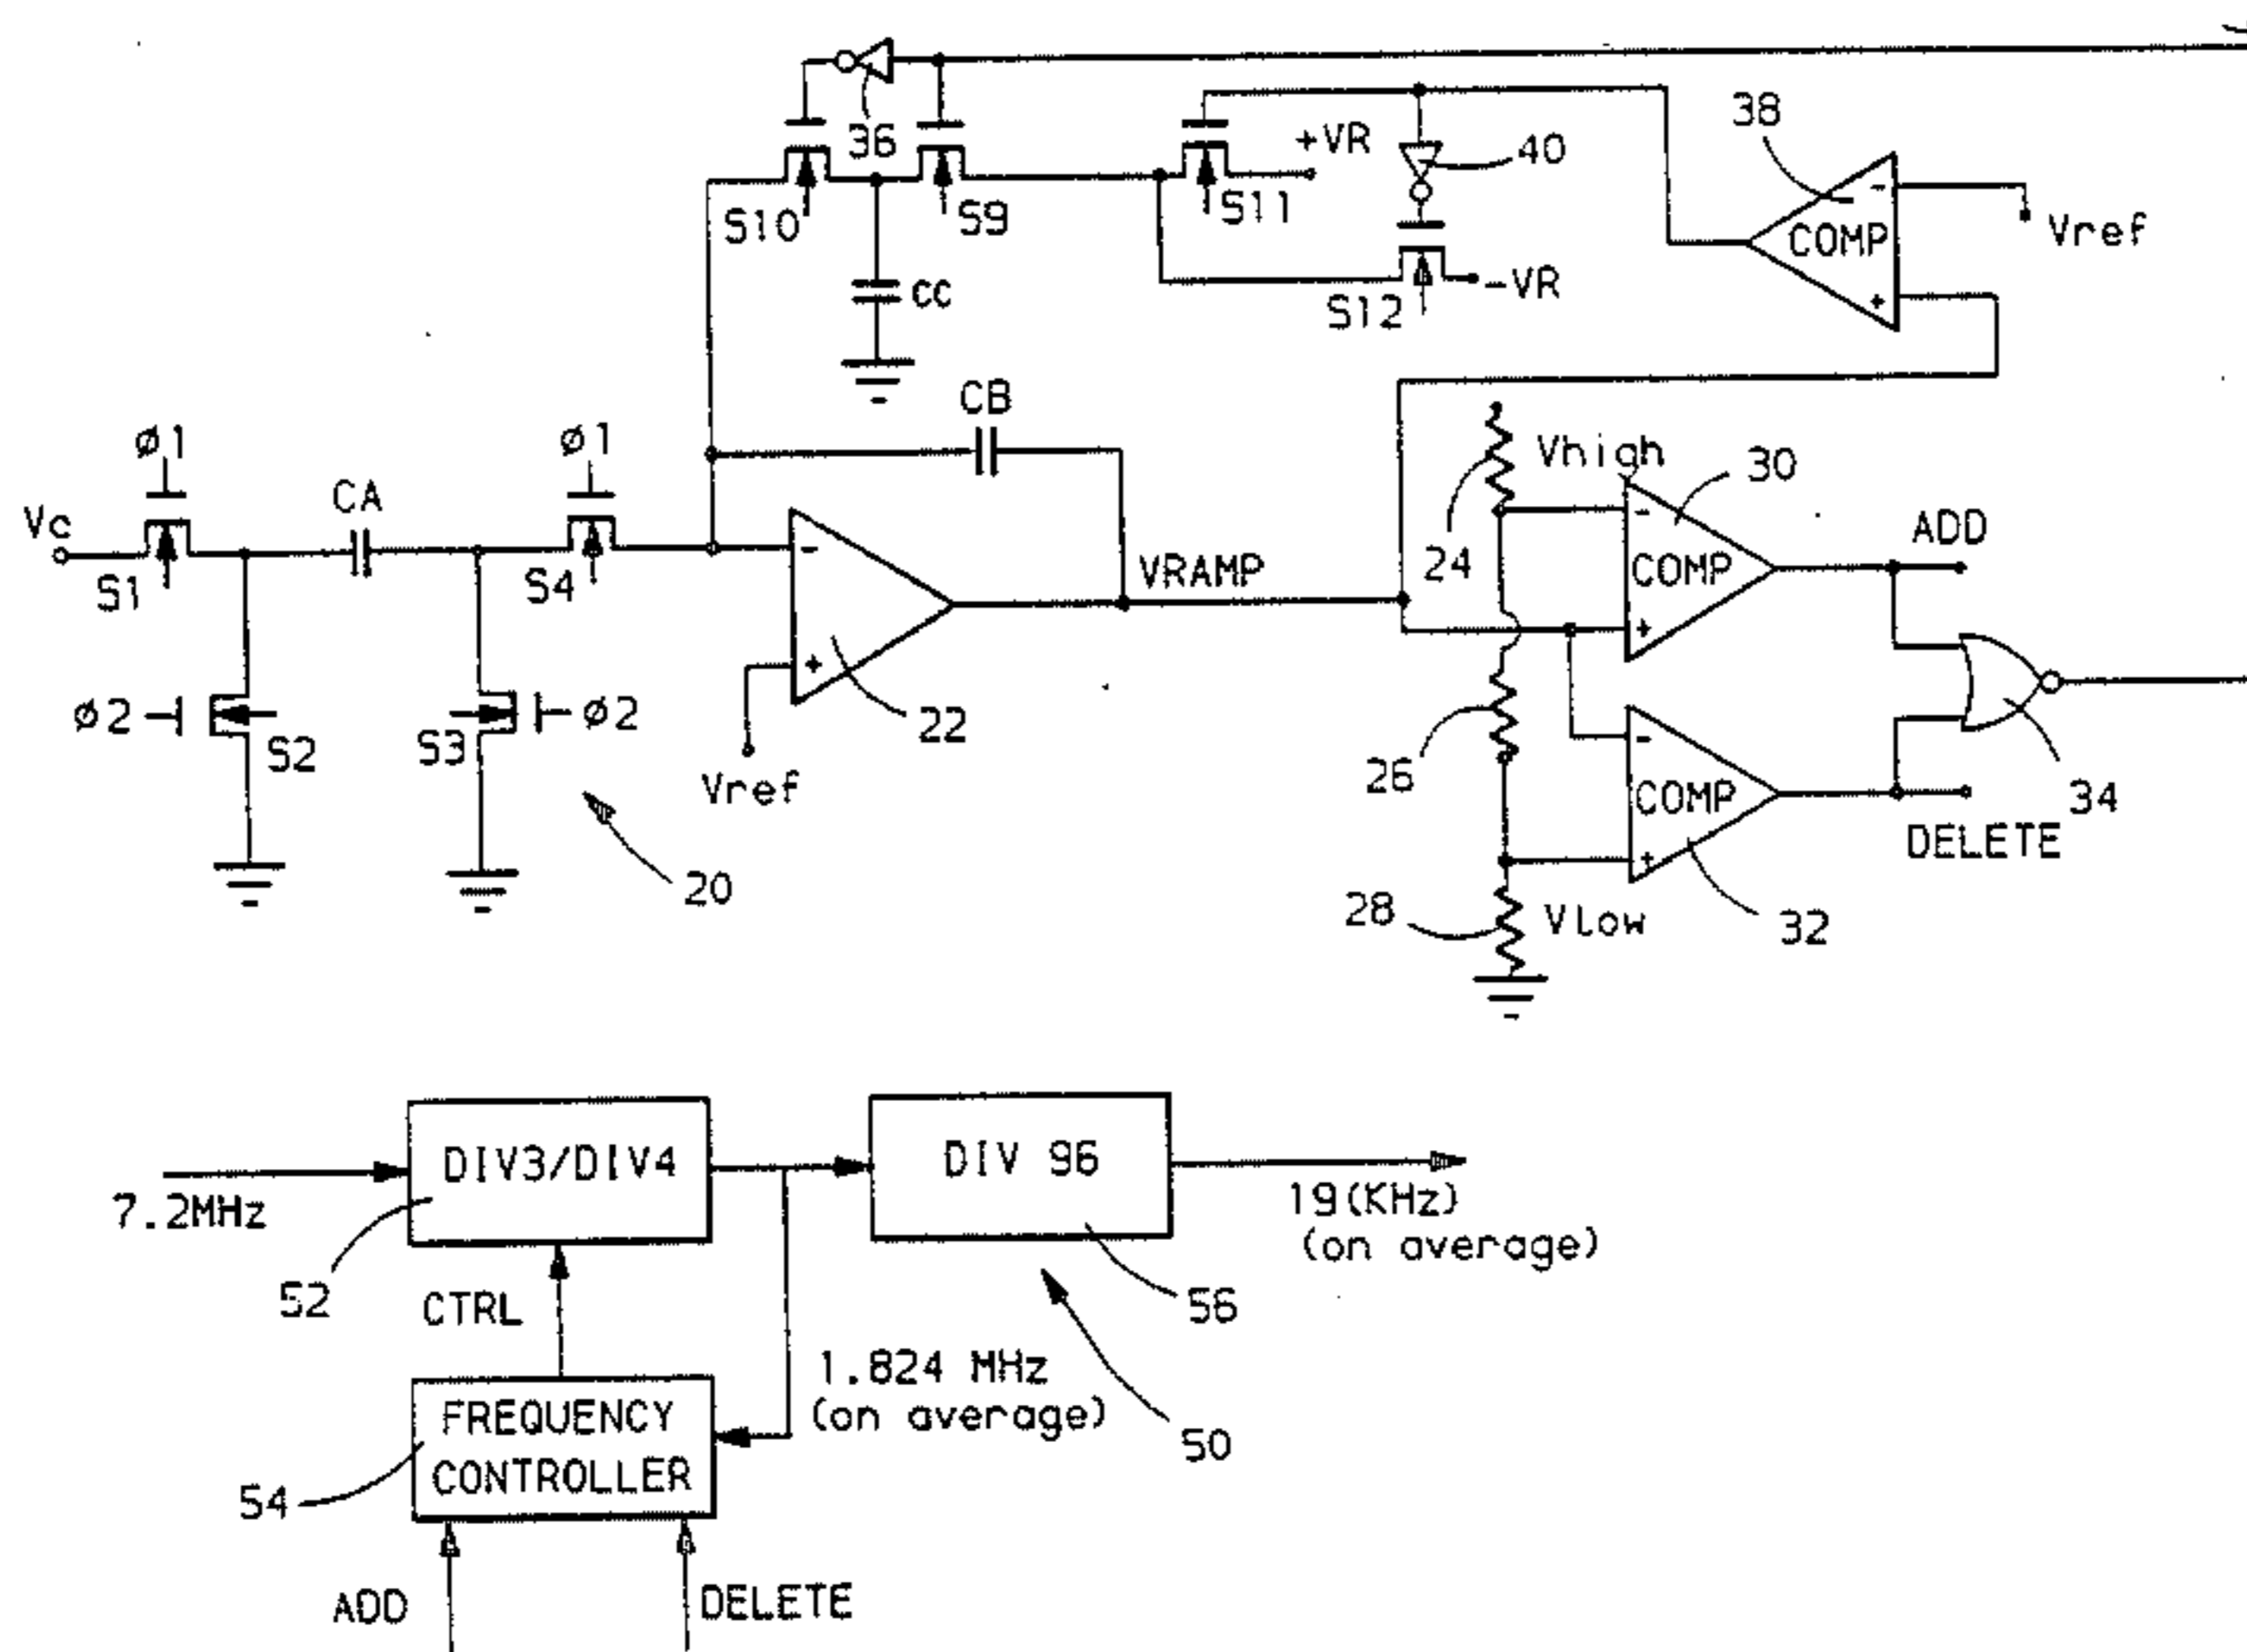 36
38
+VR
40
S10
S9
S11
COMP
-
Vref
CC
S12
-VR
+
CB
ø1
ø1
Vhigh
30
CA
Vc
-
ADD
S1
S4
-
VRAMP
24
COMP
+
ø2
S2
S3
ø2
+
22
-
Vref
26
COMP
34
+
DELETE
20
28
Vlow
32
DIV3/DIV4
DIV 96
7.2MHz
19(KHz)
(on average)
52
CTRL
56
1.824 MHz
(on average)
FREQUENCY
CONTROLLER
50
54
ADD
DELETE